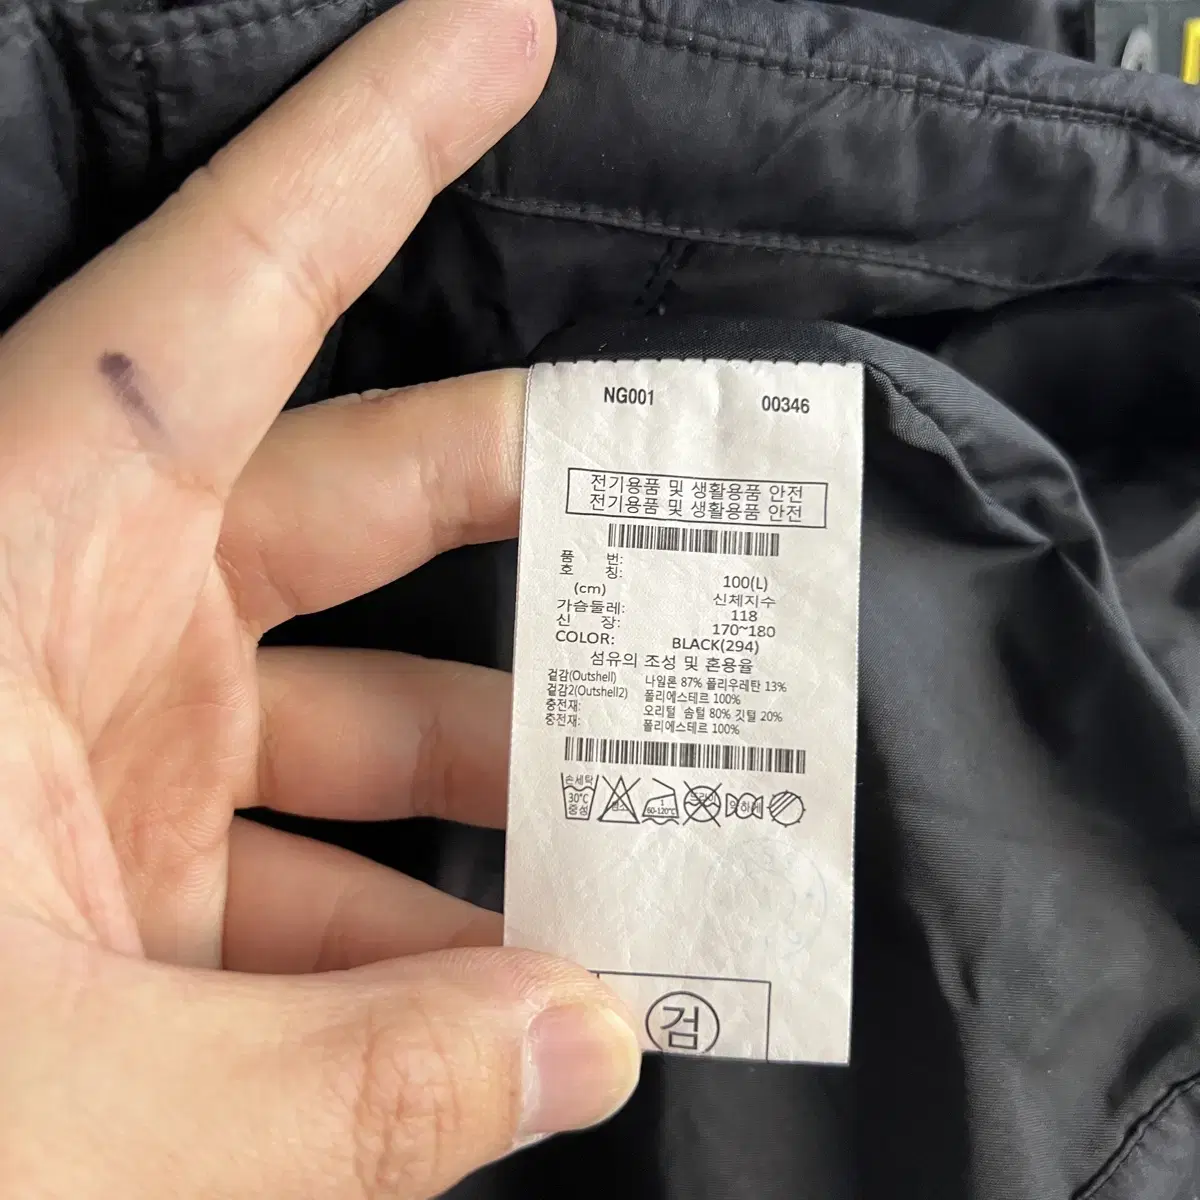 NG001 00346
전기용품 및 생활용품 안전
전기용품 및 생활용품 안전
품 번:
호 칭: 100(L)
(cm) 신체지수
가슴둘레: 118
신 장: 170~180
COLOR: BLACK(294)
섬유의 조성 및 혼용율
겉감(Outshell) 나일론 87% 폴리우레탄 13%
겉감2(Outshell2) 폴리에스테르 100%
충전재: 오리털 솜털 80% 깃털 20%
충전재: 폴리에스테르 100%
손세탁
30°C
중성
60-120°C
약하게
검